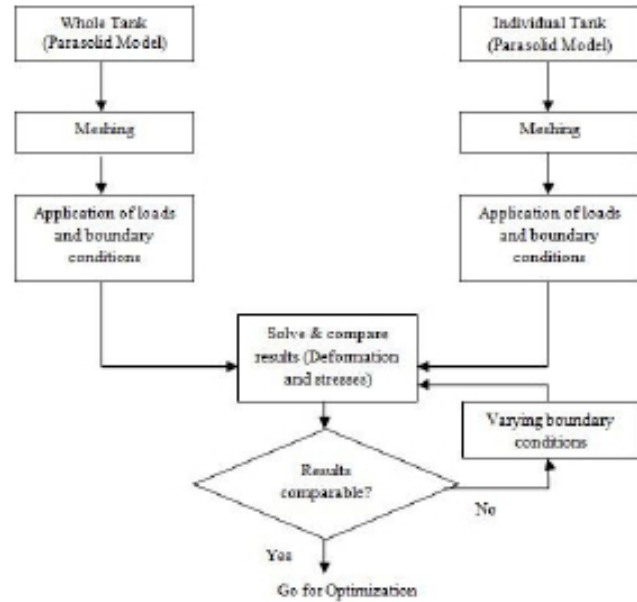 Whole Tank
(Parasolid Model)
Meshing
Application of loads
and boundary
conditions
Individual Tank
(Parasolid Model)
Meshing
Application of loads
and boundary
conditions
Solve & compare
results (Deformation
and stresses)
Varying boundary
conditions
Results
comparable?
No
Yes
Go for Optimization